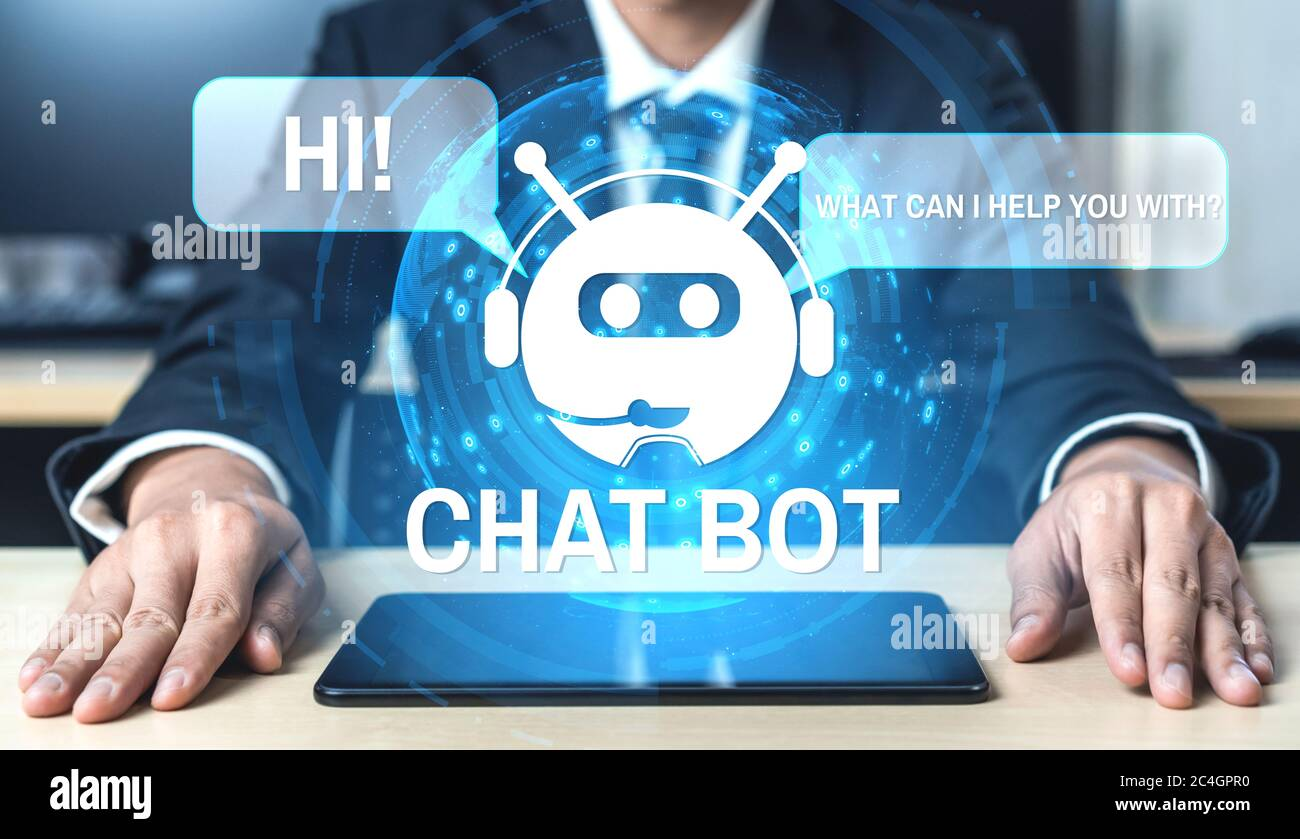 HI!
WHAT CAN I HELP YOU WITH?
CHAT BOT
a
a
a
a
a
a
alamy
alamy
Image ID: 2C4GPR0
www.alamy.com